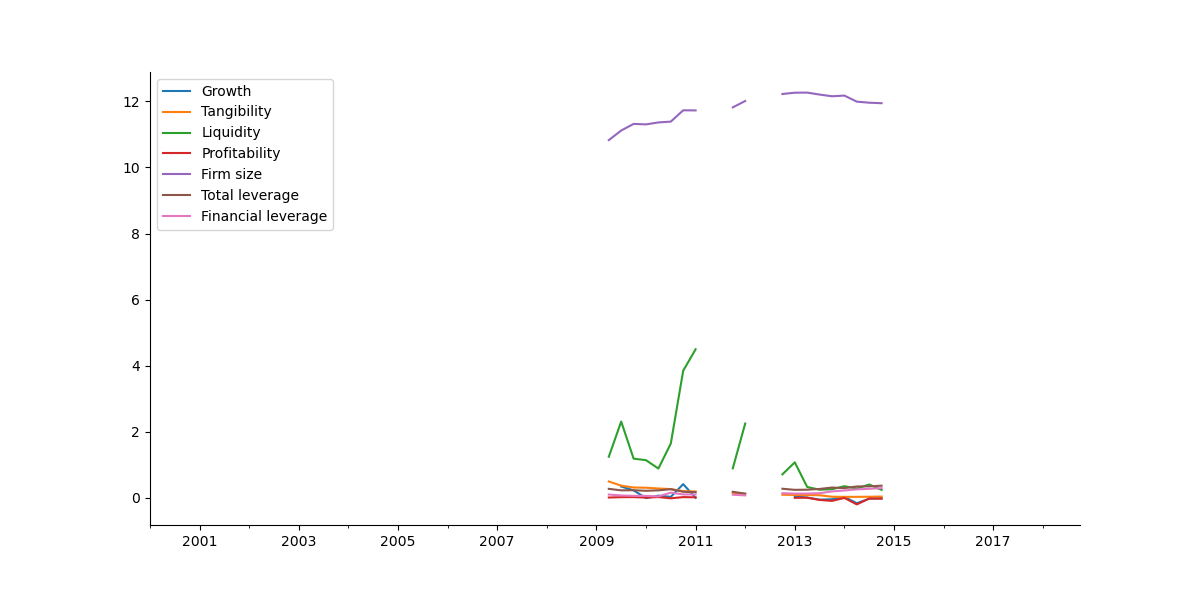 Growth
Tangibility
Liquidity
Profitability
Firm size
Total leverage
Financial leverage
12
10
8
6
4
2
0
2001 2003 2005 2007 2009 2011 2013 2015 2017